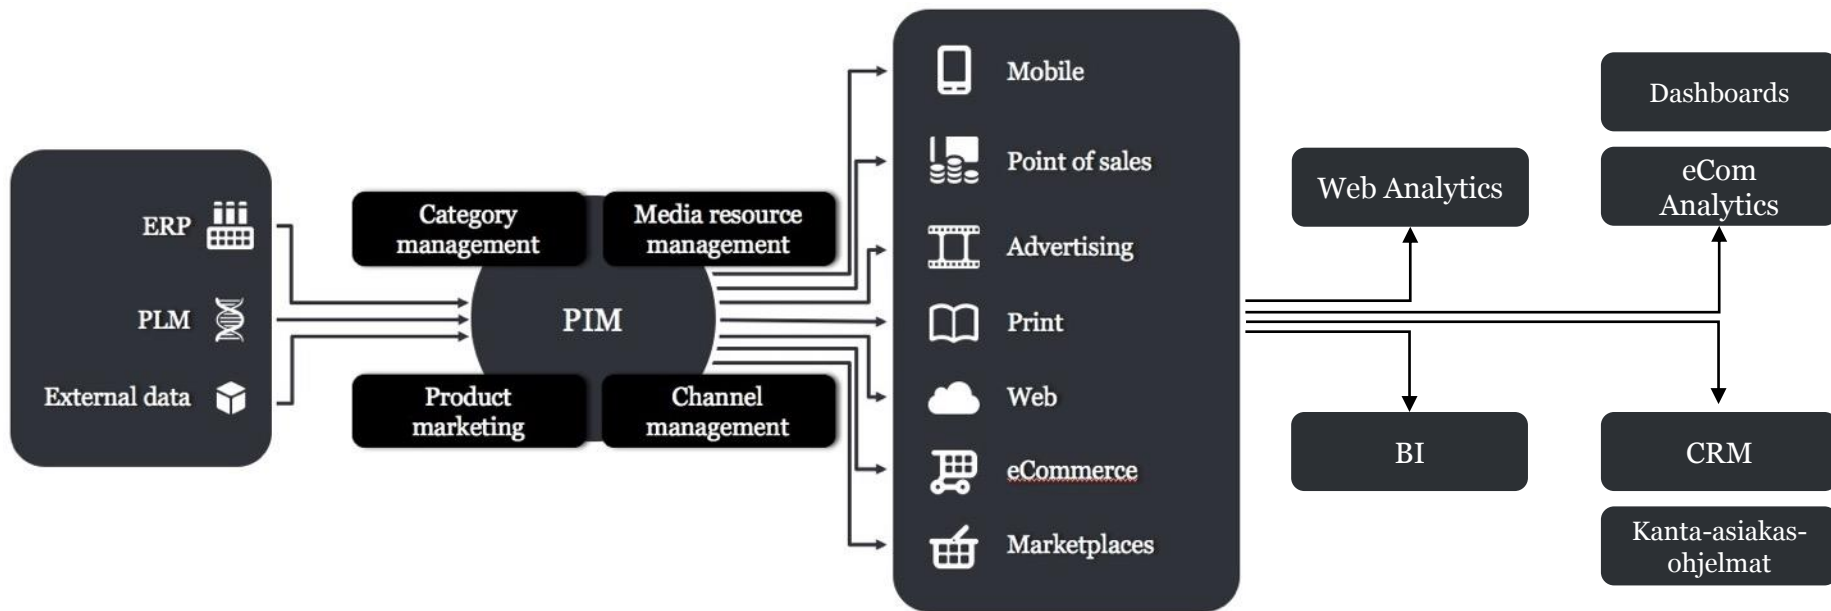 ERP
PLM
External data
Category
management
Media resource
management
PIM
Product
marketing
Channel
management
Mobile
Point of sales
Advertising
Print
Web
eCommerce
Marketplaces
Web Analytics
BI
Dashboards
eCom
Analytics
CRM
Kanta-asiakas-
ohjelmat